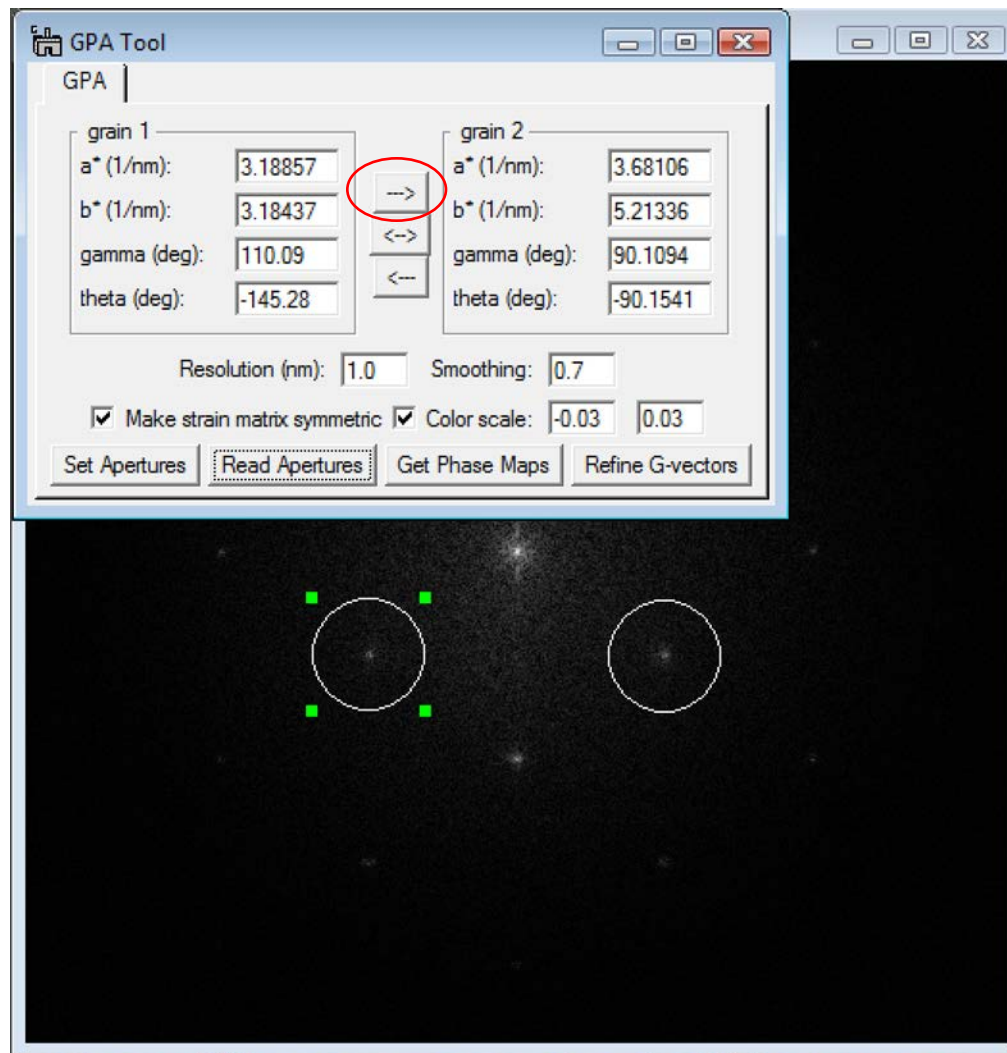 GPA Tool
GPA
grain 1
a* (1/nm): 3.18857
b* (1/nm): 3.18437
gamma (deg): 110.09
theta (deg): -145.28
--->
<-->
<---
grain 2
a* (1/nm): 3.68106
b* (1/nm): 5.21336
gamma (deg): 90.1094
theta (deg): -90.1541
Resolution (nm): 1.0 Smoothing: 0.7
Make strain matrix symmetric Color scale: -0.03 0.03
Set Apertures Read Apertures Get Phase Maps Refine G-vectors